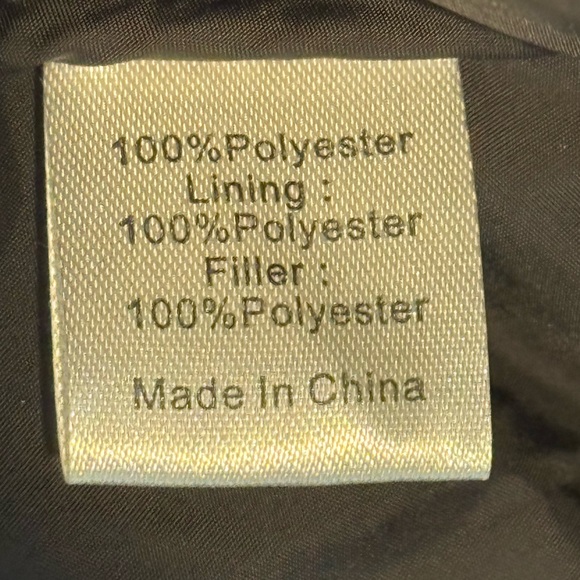 100%Polyester
Lining :
100%Polyester
Filler :
100%Polyester
Made In China